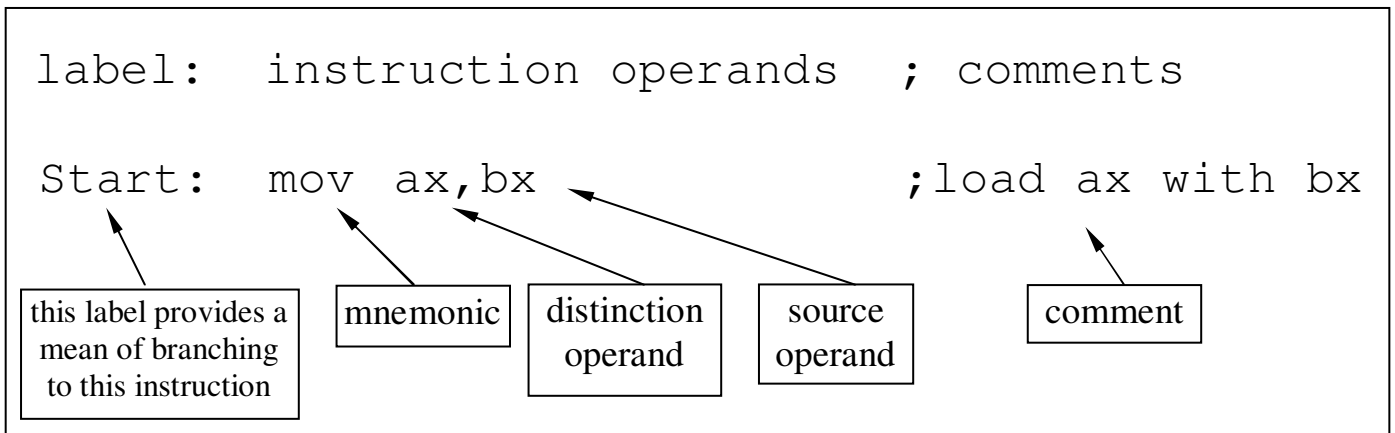 label: instruction operands ; comments
Start: mov ax,bx ;load ax with bx
this label provides a
mean of branching
to this instruction
mnemonic
distinction
operand
source
operand
comment